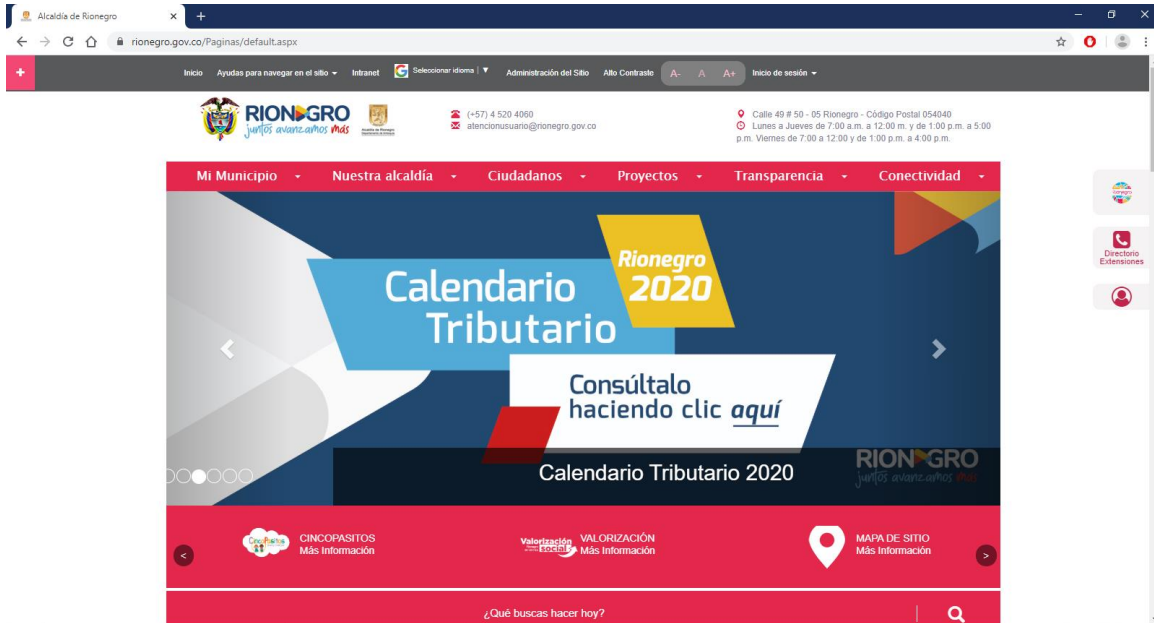 Alcaldía de Rionegro
rionegro.gov.co/Paginas/default.aspx
Inicio Ayudas para navegar en el sitio Intranet Seleccionar idioma | ▼ Administración del Sitio Alto Contraste A- A A+ Inicio de sesión
RIONEGRO
juntos avanzamos más
(+57) 4 520 4060
atencionusuario@rionegro.gov.co
Calle 49 # 50 - 05 Rionegro - Código Postal 054040
Lunes a Jueves de 7:00 a.m. a 12:00 m. y de 1:00 p.m. a 5:00
p.m. Viernes de 7:00 a 12:00 y de 1:00 p.m. a 4:00 p.m.
Mi Municipio Nuestra alcaldía Ciudadanos Proyectos Transparencia Conectividad
Directorio
Extensiones
Rionegro
2020
Calendario
Tributario
Consúltalo
haciendo clic aquí
Calendario Tributario 2020
RIONEGRO
juntos avanzamos más
CincoPasitos
CINCOPASITOS
Más Información
Valorización
social
VALORIZACIÓN
Más Información
MAPA DE SITIO
Más Información
< >
¿Qué buscas hacer hoy?